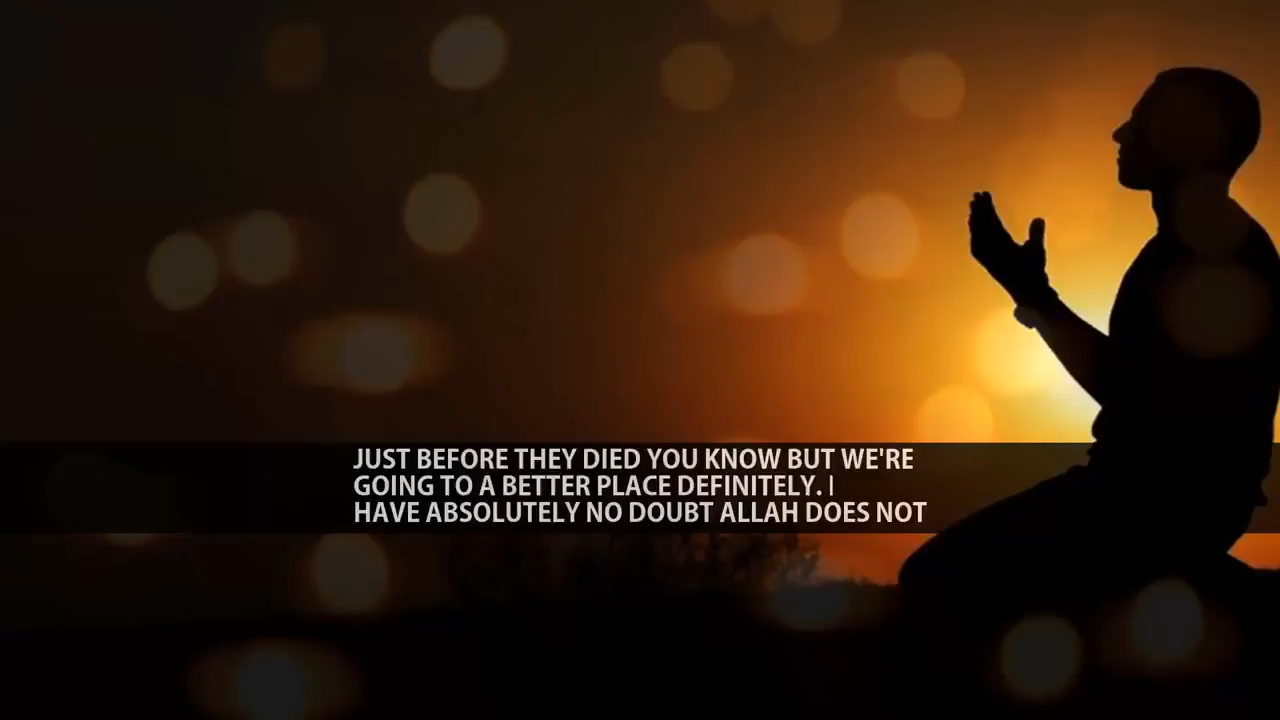 JUST BEFORE THEY DIED YOU KNOW BUT WE'RE
GOING TO A BETTER PLACE DEFINITELY. I
HAVE ABSOLUTELY NO DOUBT ALLAH DOES NOT